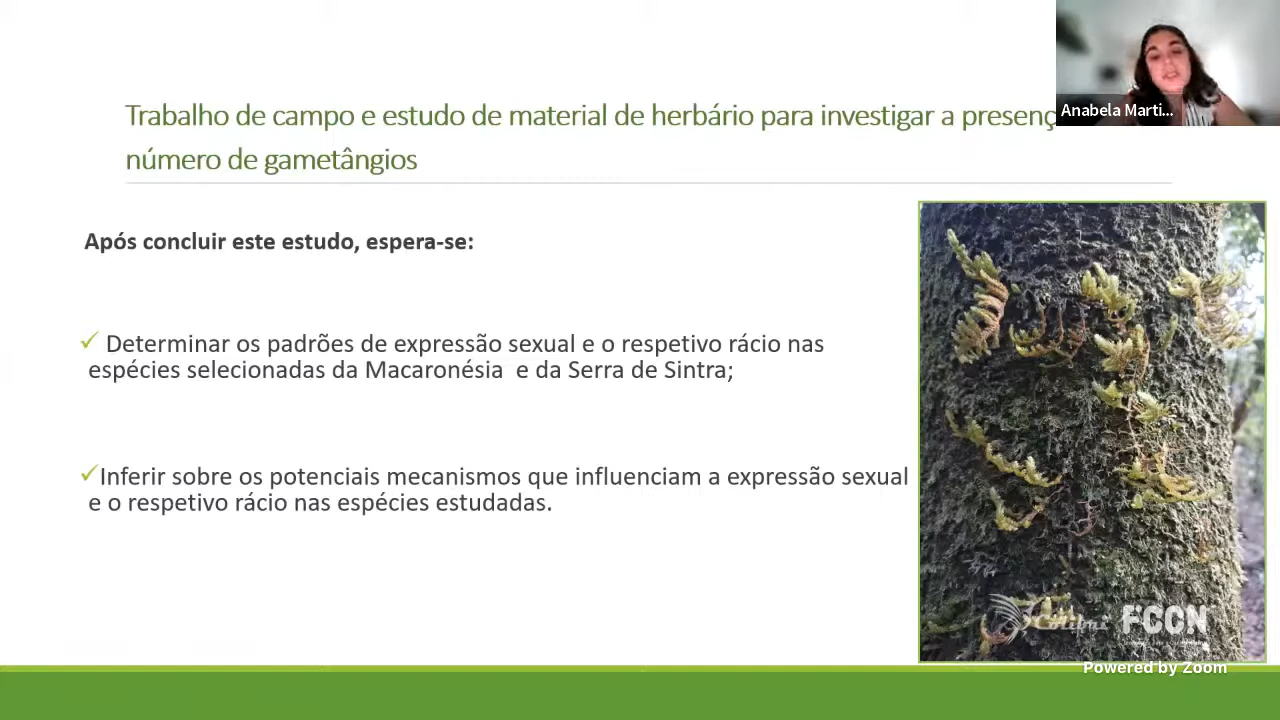 Trabalho de campo e estudo de material de herbário para investigar a
número de gametângios
Anabela Marti...
Após concluir este estudo, espera-se:
Determinar os padrões de expressão sexual e o respetivo rácio nas
espécies selecionadas da Macaronésia e da Serra de Sintra;
Inferir sobre os potenciais mecanismos que influenciam a expressão sexual
e o respetivo rácio nas espécies estudadas.
Colibri FCCN
Powered by Zoom